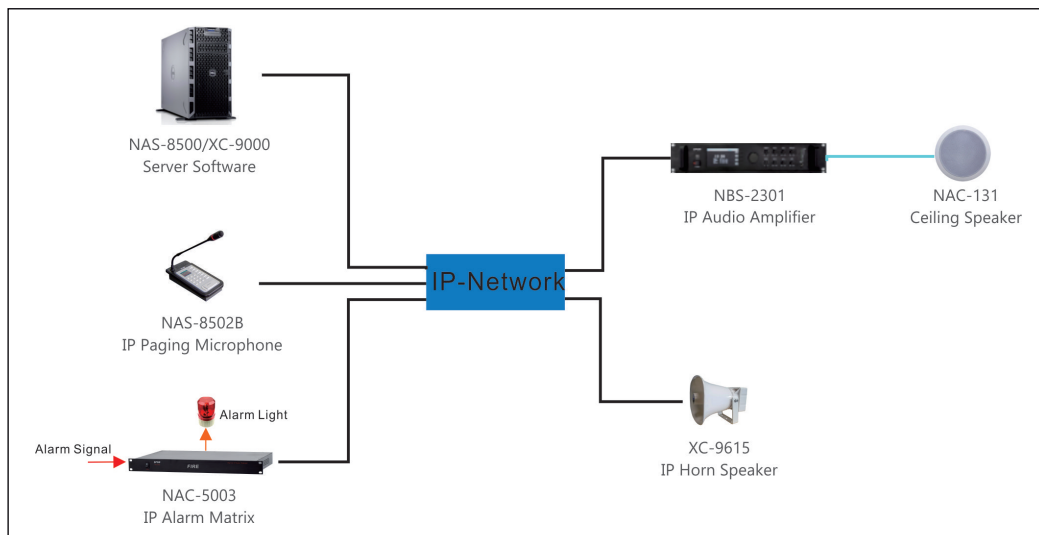 NAS-8500/XC-9000
Server Software
NBS-2301
IP Audio Amplifier
NAC-131
Ceiling Speaker
IP-Network
NAS-8502B
IP Paging Microphone
Alarm Light
Alarm Signal
FIRE
NAC-5003
IP Alarm Matrix
XC-9615
IP Horn Speaker